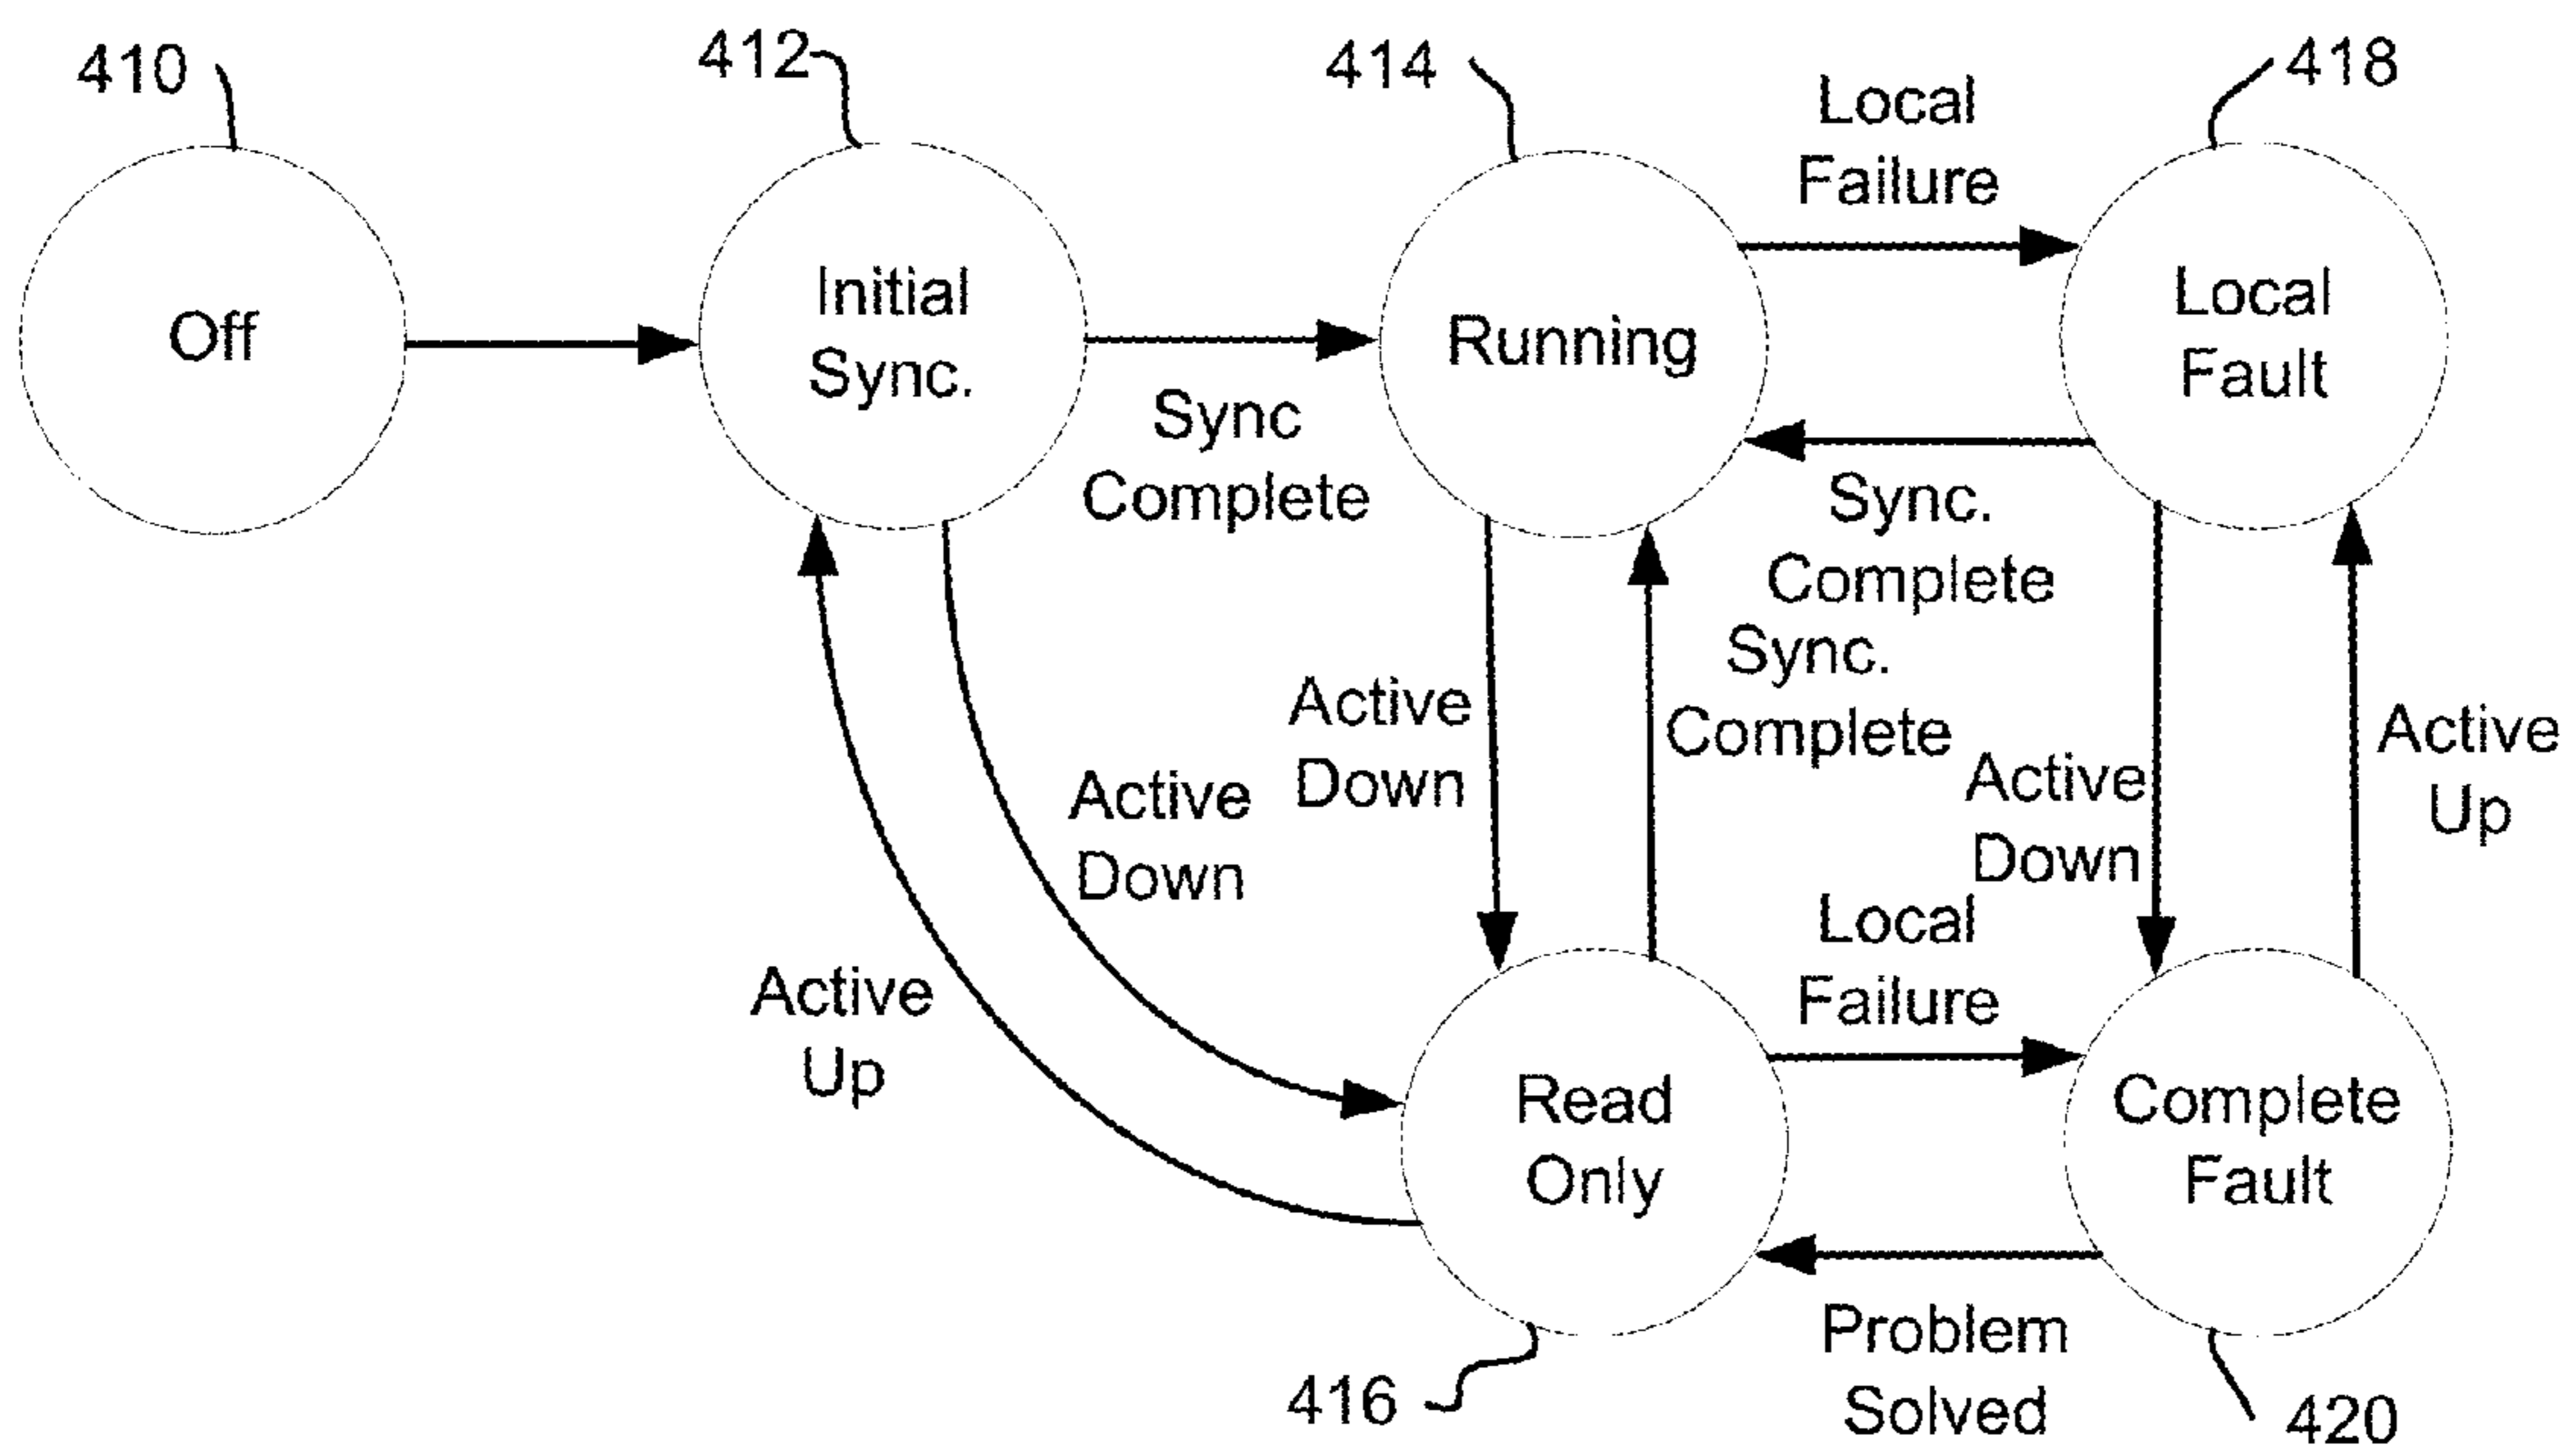 410
412
414
418
Local
Failure
Off
Initial
Sync.
Running
Local
Fault
Sync
Complete
Sync.
Complete
Active
Down
Sync.
Complete
Active
Down
Active
Up
Active
Down
Local
Failure
Active
Up
Read
Only
Complete
Fault
Problem
Solved
416
420